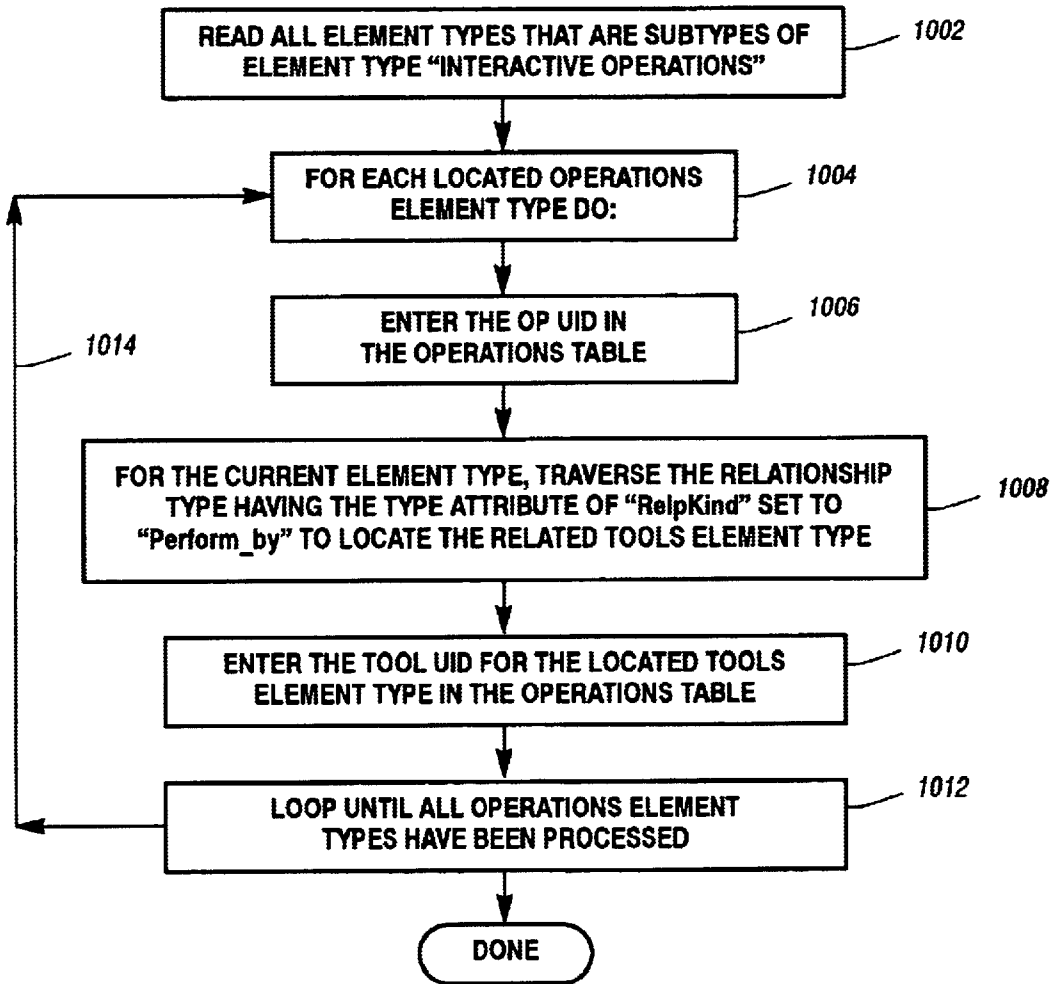 READ ALL ELEMENT TYPES THAT ARE SUBTYPES OF
ELEMENT TYPE “INTERACTIVE OPERATIONS”
1002
FOR EACH LOCATED OPERATIONS
ELEMENT TYPE DO:
1004
ENTER THE OP UID IN
THE OPERATIONS TABLE
1006
1014
FOR THE CURRENT ELEMENT TYPE, TRAVERSE THE RELATIONSHIP
TYPE HAVING THE TYPE ATTRIBUTE OF “RelpKind” SET TO
“Perform_by” TO LOCATE THE RELATED TOOLS ELEMENT TYPE
1008
ENTER THE TOOL UID FOR THE LOCATED TOOLS
ELEMENT TYPE IN THE OPERATIONS TABLE
1010
LOOP UNTIL ALL OPERATIONS ELEMENT
TYPES HAVE BEEN PROCESSED
1012
DONE